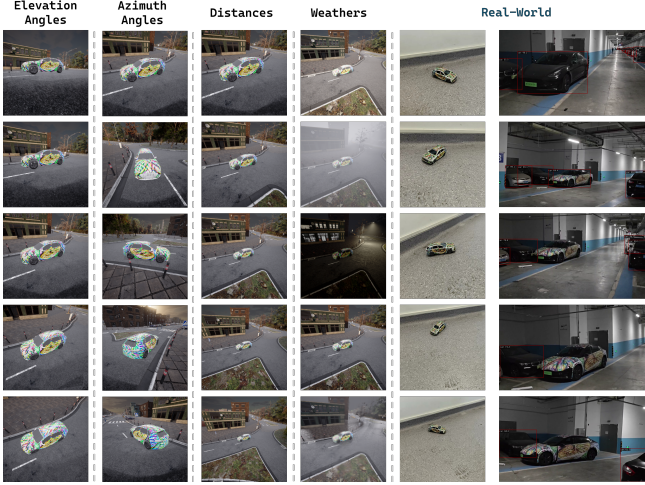 Elevation
Angles
Azimuth
Angles
Distances
Weathers
Real-World